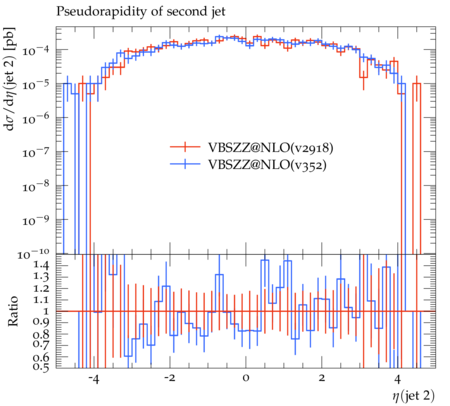 Pseudorapidity of second jet
dσ/dη(jet 2) [pb]
10⁻⁴
10⁻⁵
10⁻⁶
10⁻⁷
10⁻⁸
10⁻⁹
10⁻¹⁰
VBSZZ@NLO(v2918)
VBSZZ@NLO(v352)
Ratio
1.4
1.3
1.2
1.1
1
0.9
0.8
0.7
0.6
0.5
-4 -2 0 2 4
η(jet 2)